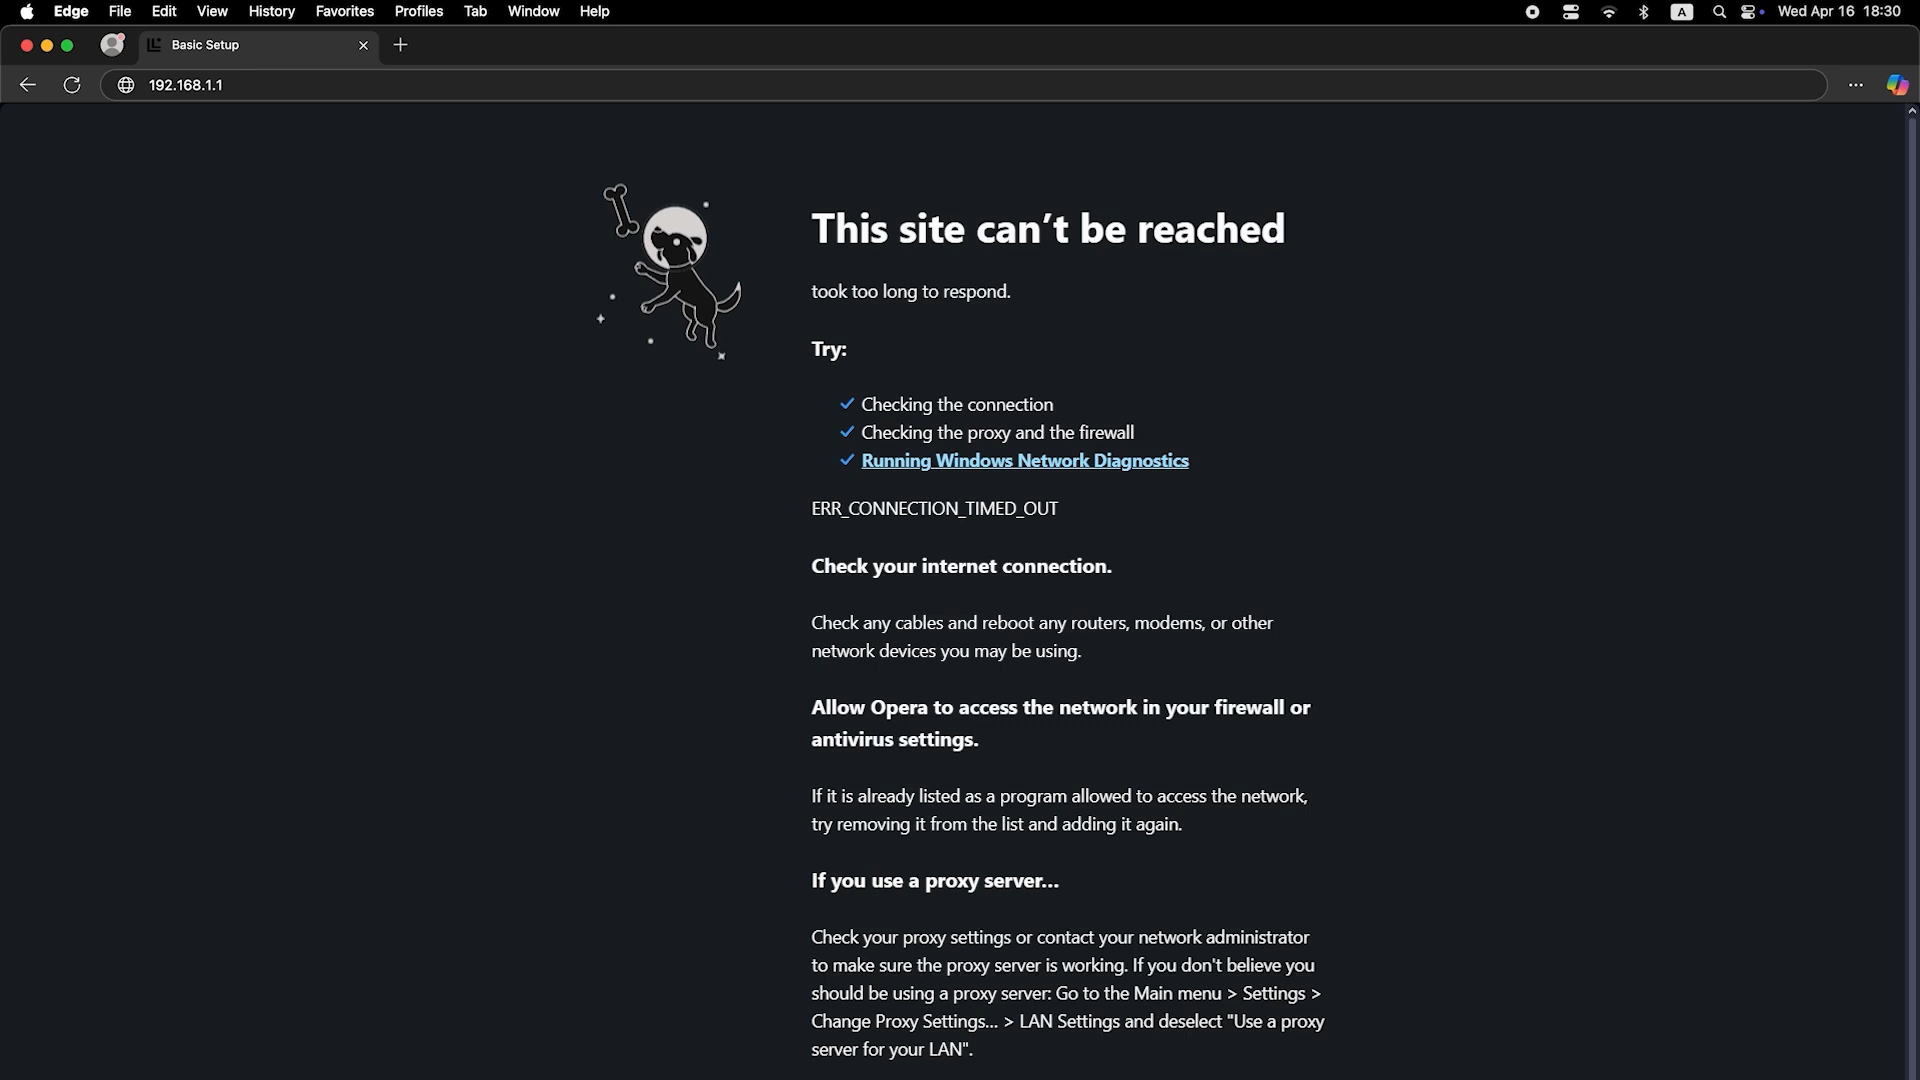 Edge File Edit View History Favorites Profiles Tab Window Help A Wed Apr 16 18:30
Basic Setup
192.168.1.1
This site can’t be reached
took too long to respond.
Try:
Checking the connection
Checking the proxy and the firewall
Running Windows Network Diagnostics
ERR_CONNECTION_TIMED_OUT
Check your internet connection.
Check any cables and reboot any routers, modems, or other
network devices you may be using.
Allow Opera to access the network in your firewall or
antivirus settings.
If it is already listed as a program allowed to access the network,
try removing it from the list and adding it again.
If you use a proxy server...
Check your proxy settings or contact your network administrator
to make sure the proxy server is working. If you don't believe you
should be using a proxy server: Go to the Main menu > Settings >
Change Proxy Settings... > LAN Settings and deselect "Use a proxy
server for your LAN".